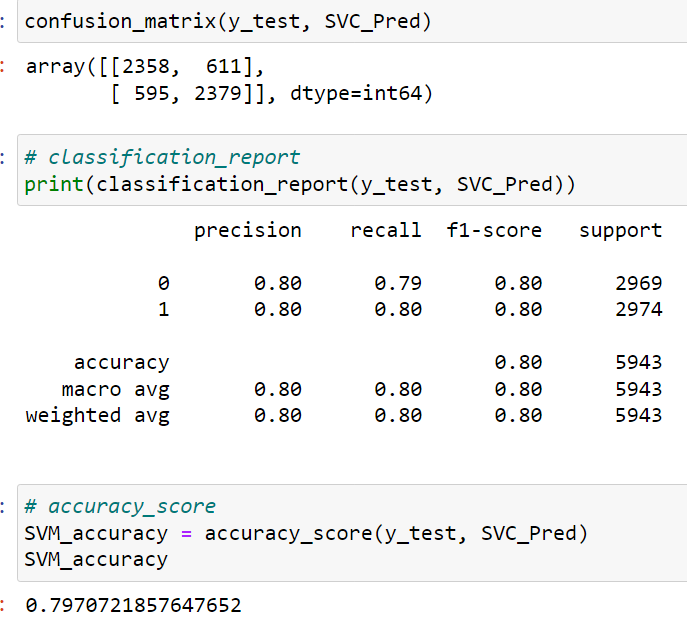 : confusion_matrix(y_test, SVC_Pred)
: array([[2358,  611],
       [ 595, 2379]], dtype=int64)
: # classification_report
print(classification_report(y_test, SVC_Pred))
              precision    recall  f1-score   support
           0       0.80      0.79      0.80      2969
           1       0.80      0.80      0.80      2974
    accuracy                           0.80      5943
   macro avg       0.80      0.80      0.80      5943
weighted avg       0.80      0.80      0.80      5943
: # accuracy_score
SVM_accuracy = accuracy_score(y_test, SVC_Pred)
SVM_accuracy
: 0.7970721857647652